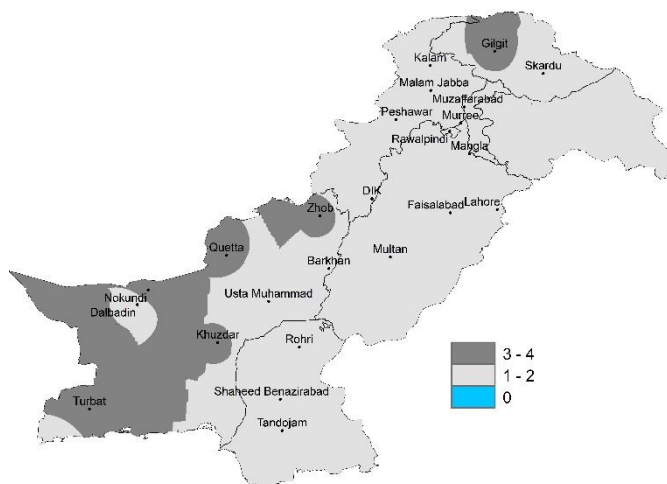 Gilgit
Kalam
Skardu
Malam Jabba
Muzaffarabad
Peshawar
Murree
Rawalpindi
Mangla
DIK
Zhob
Faisalabad
Lahore
Quetta
Multan
Barkhan
Nokundi
Usta Muhammad
Dalbadin
Khuzdar
Rohri
3 - 4
1 - 2
0
Turbat
Shaheed Benazirabad
Tandojam